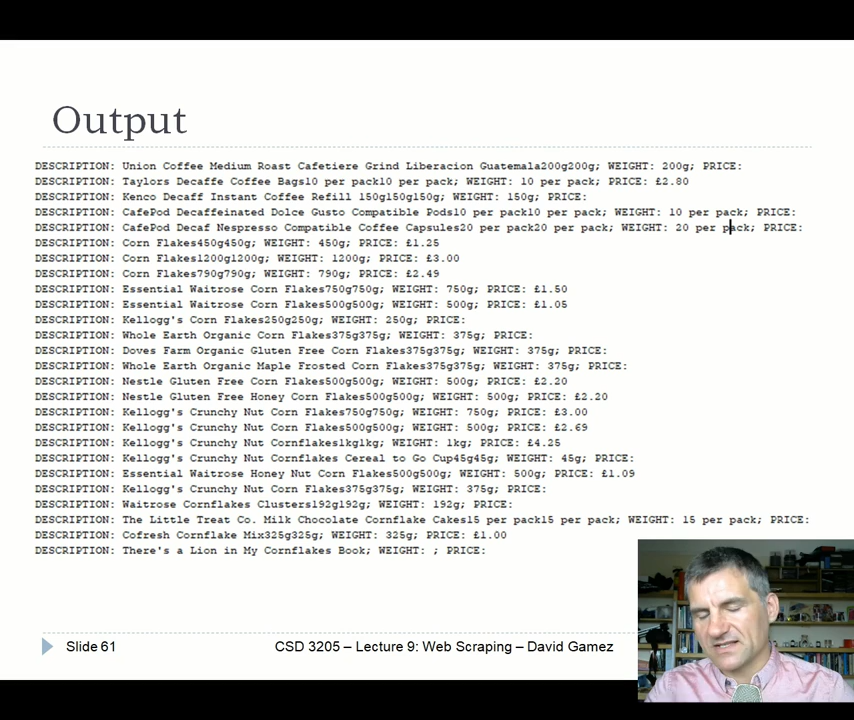 Output
DESCRIPTION: Union Coffee Medium Roast Cafetiere Grind Liberacion Guatemala200g200g; WEIGHT: 200g; PRICE:
DESCRIPTION: Taylors Decaffe Coffee Bags10 per pack10 per pack; WEIGHT: 10 per pack; PRICE: £2.80
DESCRIPTION: Kenco Decaff Instant Coffee Refill 150g150g150g; WEIGHT: 150g; PRICE:
DESCRIPTION: CafePod Decaffeinated Dolce Gusto Compatible Pods10 per pack10 per pack; WEIGHT: 10 per pack; PRICE:
DESCRIPTION: CafePod Decaf Nespresso Compatible Coffee Capsules20 per pack20 per pack; WEIGHT: 20 per pack; PRICE:
DESCRIPTION: Corn Flakes450g450g; WEIGHT: 450g; PRICE: £1.25
DESCRIPTION: Corn Flakes1200g1200g; WEIGHT: 1200g; PRICE: £3.00
DESCRIPTION: Corn Flakes790g790g; WEIGHT: 790g; PRICE: £2.49
DESCRIPTION: Essential Waitrose Corn Flakes750g750g; WEIGHT: 750g; PRICE: £1.50
DESCRIPTION: Essential Waitrose Corn Flakes500g500g; WEIGHT: 500g; PRICE: £1.05
DESCRIPTION: Kellogg's Corn Flakes250g250g; WEIGHT: 250g; PRICE:
DESCRIPTION: Whole Earth Organic Corn Flakes375g375g; WEIGHT: 375g; PRICE:
DESCRIPTION: Doves Farm Organic Gluten Free Corn Flakes375g375g; WEIGHT: 375g; PRICE:
DESCRIPTION: Whole Earth Organic Maple Frosted Corn Flakes375g375g; WEIGHT: 375g; PRICE:
DESCRIPTION: Nestle Gluten Free Corn Flakes500g500g; WEIGHT: 500g; PRICE: £2.20
DESCRIPTION: Nestle Gluten Free Honey Corn Flakes500g500g; WEIGHT: 500g; PRICE: £2.20
DESCRIPTION: Kellogg's Crunchy Nut Corn Flakes750g750g; WEIGHT: 750g; PRICE: £3.00
DESCRIPTION: Kellogg's Crunchy Nut Corn Flakes500g500g; WEIGHT: 500g; PRICE: £2.69
DESCRIPTION: Kellogg's Crunchy Nut Cornflakes1kg1kg; WEIGHT: 1kg; PRICE: £4.25
DESCRIPTION: Kellogg's Crunchy Nut Cornflakes Cereal to Go Cup45g45g; WEIGHT: 45g; PRICE:
DESCRIPTION: Essential Waitrose Honey Nut Corn Flakes500g500g; WEIGHT: 500g; PRICE: £1.09
DESCRIPTION: Kellogg's Crunchy Nut Corn Flakes375g375g; WEIGHT: 375g; PRICE:
DESCRIPTION: Waitrose Cornflakes Clusters192g192g; WEIGHT: 192g; PRICE:
DESCRIPTION: The Little Treat Co. Milk Chocolate Cornflake Cakes15 per pack15 per pack; WEIGHT: 15 per pack; PRICE:
DESCRIPTION: Cofresh Cornflake Mix325g325g; WEIGHT: 325g; PRICE: £1.00
DESCRIPTION: There's a Lion in My Cornflakes Book; WEIGHT: ; PRICE:
Slide 61
CSD 3205 – Lecture 9: Web Scraping – David Gamez